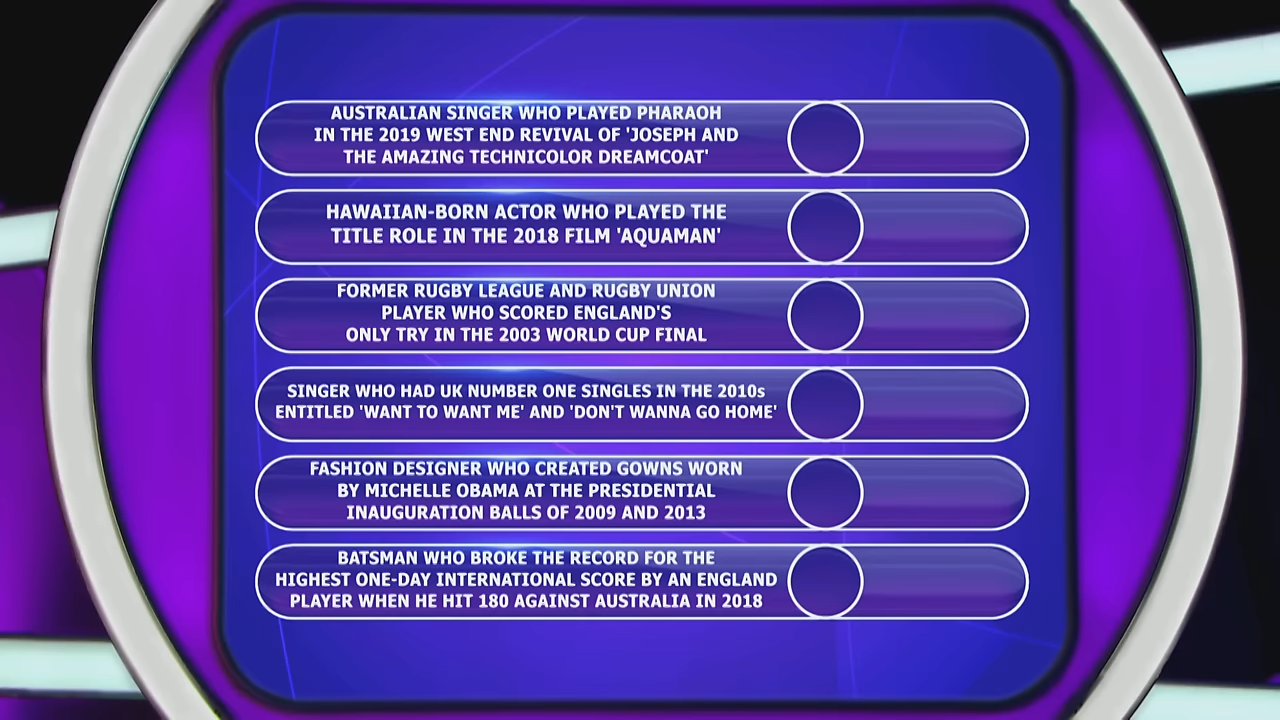 AUSTRALIAN SINGER WHO PLAYED PHARAOH
IN THE 2019 WEST END REVIVAL OF 'JOSEPH AND
THE AMAZING TECHNICOLOR DREAMCOAT'
HAWAIIAN-BORN ACTOR WHO PLAYED THE
TITLE ROLE IN THE 2018 FILM 'AQUAMAN'
FORMER RUGBY LEAGUE AND RUGBY UNION
PLAYER WHO SCORED ENGLAND'S
ONLY TRY IN THE 2003 WORLD CUP FINAL
SINGER WHO HAD UK NUMBER ONE SINGLES IN THE 2010s
ENTITLED 'WANT TO WANT ME' AND 'DON'T WANNA GO HOME'
FASHION DESIGNER WHO CREATED GOWNS WORN
BY MICHELLE OBAMA AT THE PRESIDENTIAL
INAUGURATION BALLS OF 2009 AND 2013
BATSMAN WHO BROKE THE RECORD FOR THE
HIGHEST ONE-DAY INTERNATIONAL SCORE BY AN ENGLAND
PLAYER WHEN HE HIT 180 AGAINST AUSTRALIA IN 2018